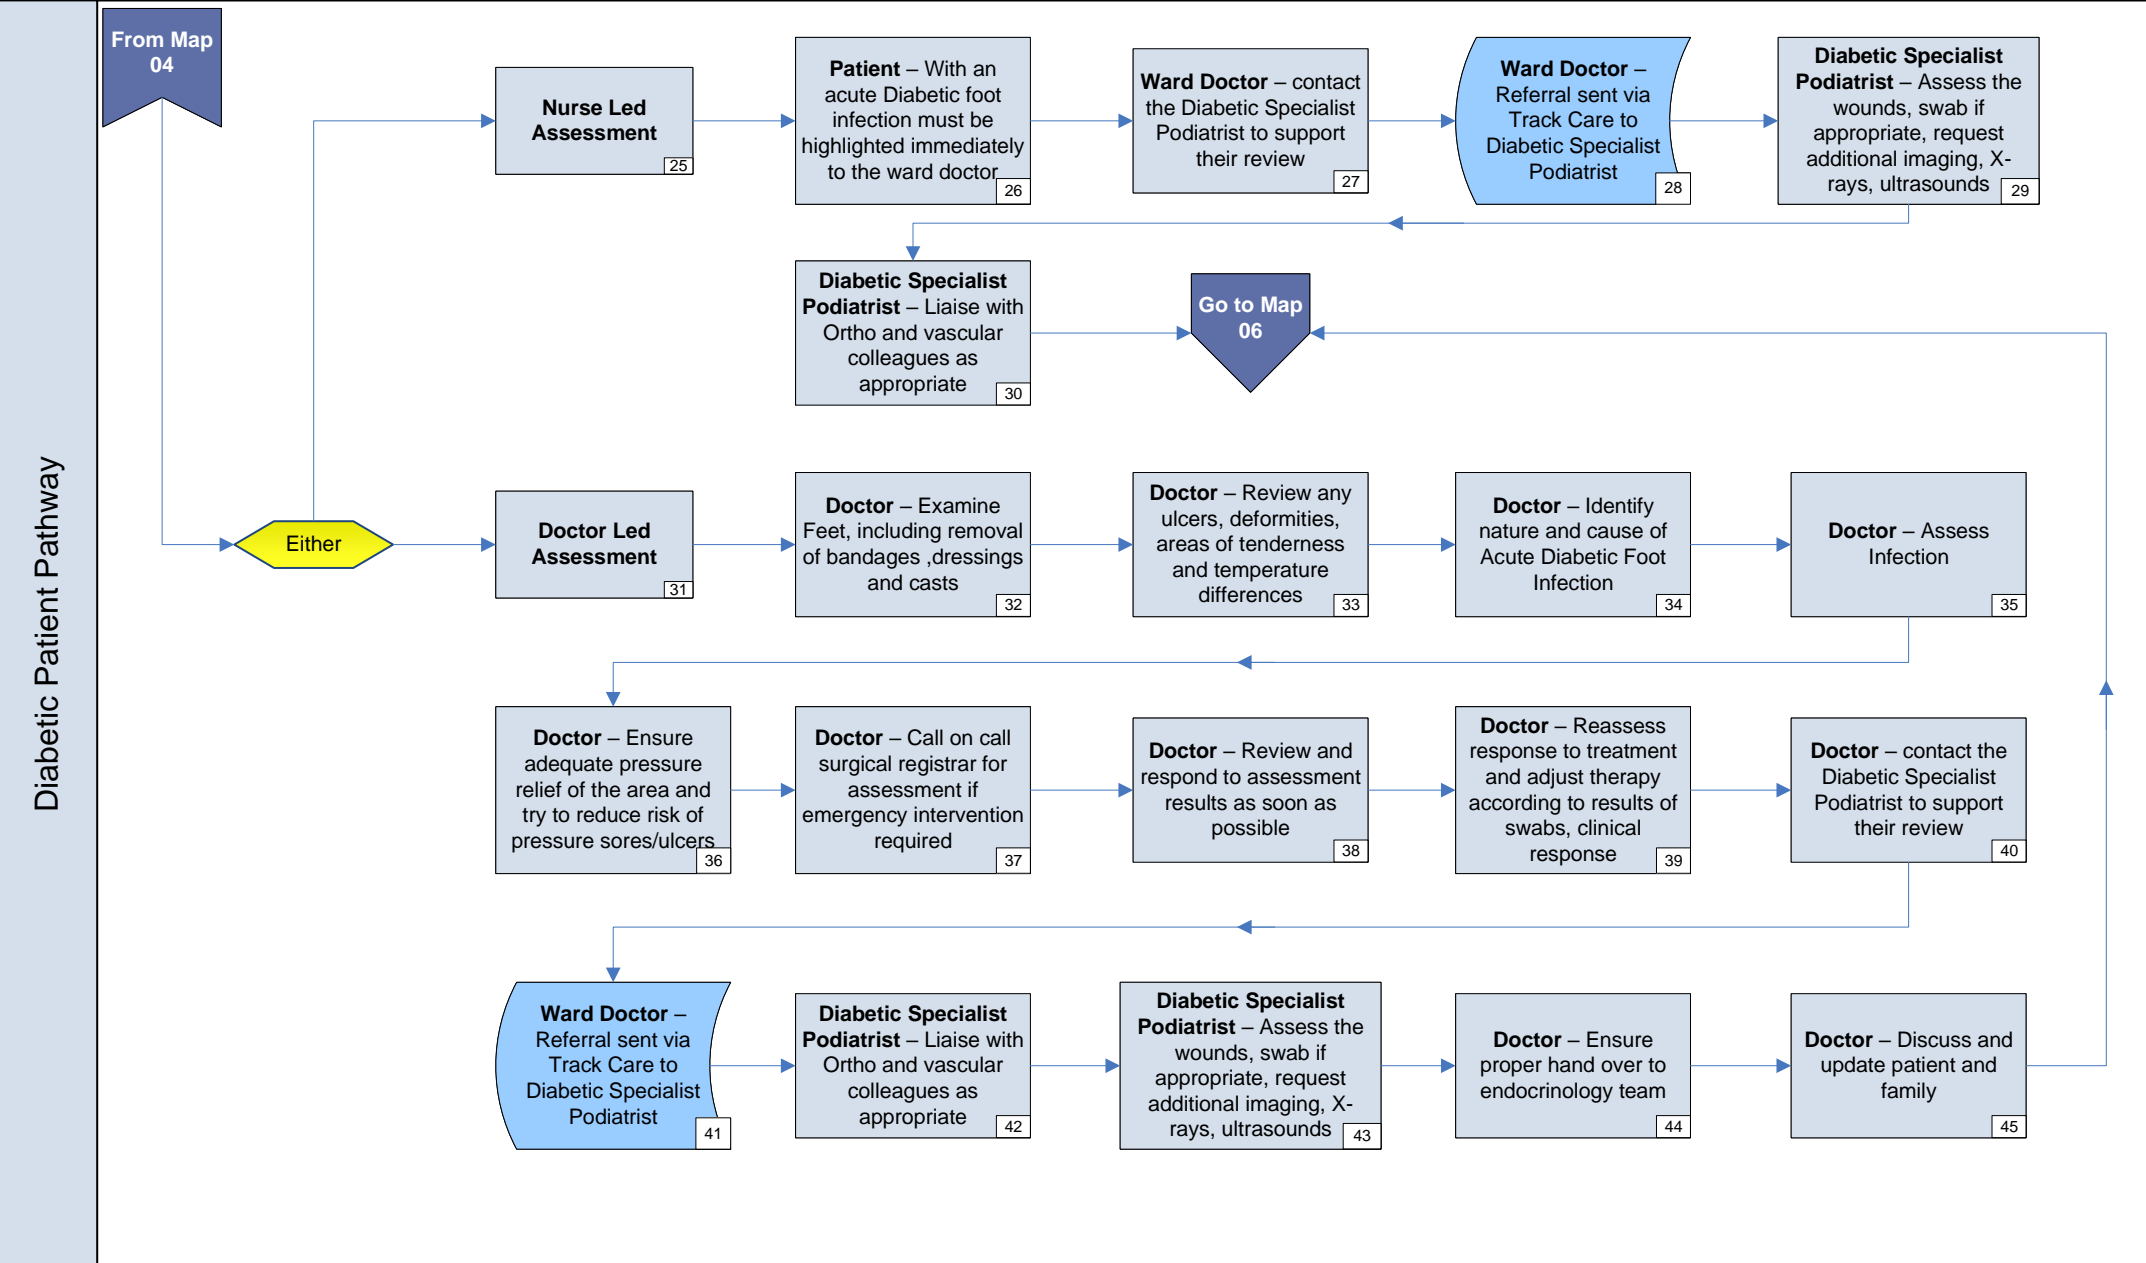 Diabetic Patient Pathway
From Map
04
Nurse Led
Assessment
25
Patient – With an
acute Diabetic foot
infection must be
highlighted immediately
to the ward doctor
26
Ward Doctor – contact
the Diabetic Specialist
Podiatrist to support
their review
27
Ward Doctor –
Referral sent via
Track Care to
Diabetic Specialist
Podiatrist
28
Diabetic Specialist
Podiatrist – Assess the
wounds, swab if
appropriate, request
additional imaging, X-
rays, ultrasounds
29
Diabetic Specialist
Podiatrist – Liaise with
Ortho and vascular
colleagues as
appropriate
30
Go to Map
06
Either
Doctor Led
Assessment
31
Doctor – Examine
Feet, including removal
of bandages ,dressings
and casts
32
Doctor – Review any
ulcers, deformities,
areas of tenderness
and temperature
differences
33
Doctor – Identify
nature and cause of
Acute Diabetic Foot
Infection
34
Doctor – Assess
Infection
35
Doctor – Ensure
adequate pressure
relief of the area and
try to reduce risk of
pressure sores/ulcers
36
Doctor – Call on call
surgical registrar for
assessment if
emergency intervention
required
37
Doctor – Review and
respond to assessment
results as soon as
possible
38
Doctor – Reassess
response to treatment
and adjust therapy
according to results of
swabs, clinical
response
39
Doctor – contact the
Diabetic Specialist
Podiatrist to support
their review
40
Ward Doctor –
Referral sent via
Track Care to
Diabetic Specialist
Podiatrist
41
Diabetic Specialist
Podiatrist – Liaise with
Ortho and vascular
colleagues as
appropriate
42
Diabetic Specialist
Podiatrist – Assess the
wounds, swab if
appropriate, request
additional imaging, X-
rays, ultrasounds
43
Doctor – Ensure
proper hand over to
endocrinology team
44
Doctor – Discuss and
update patient and
family
45